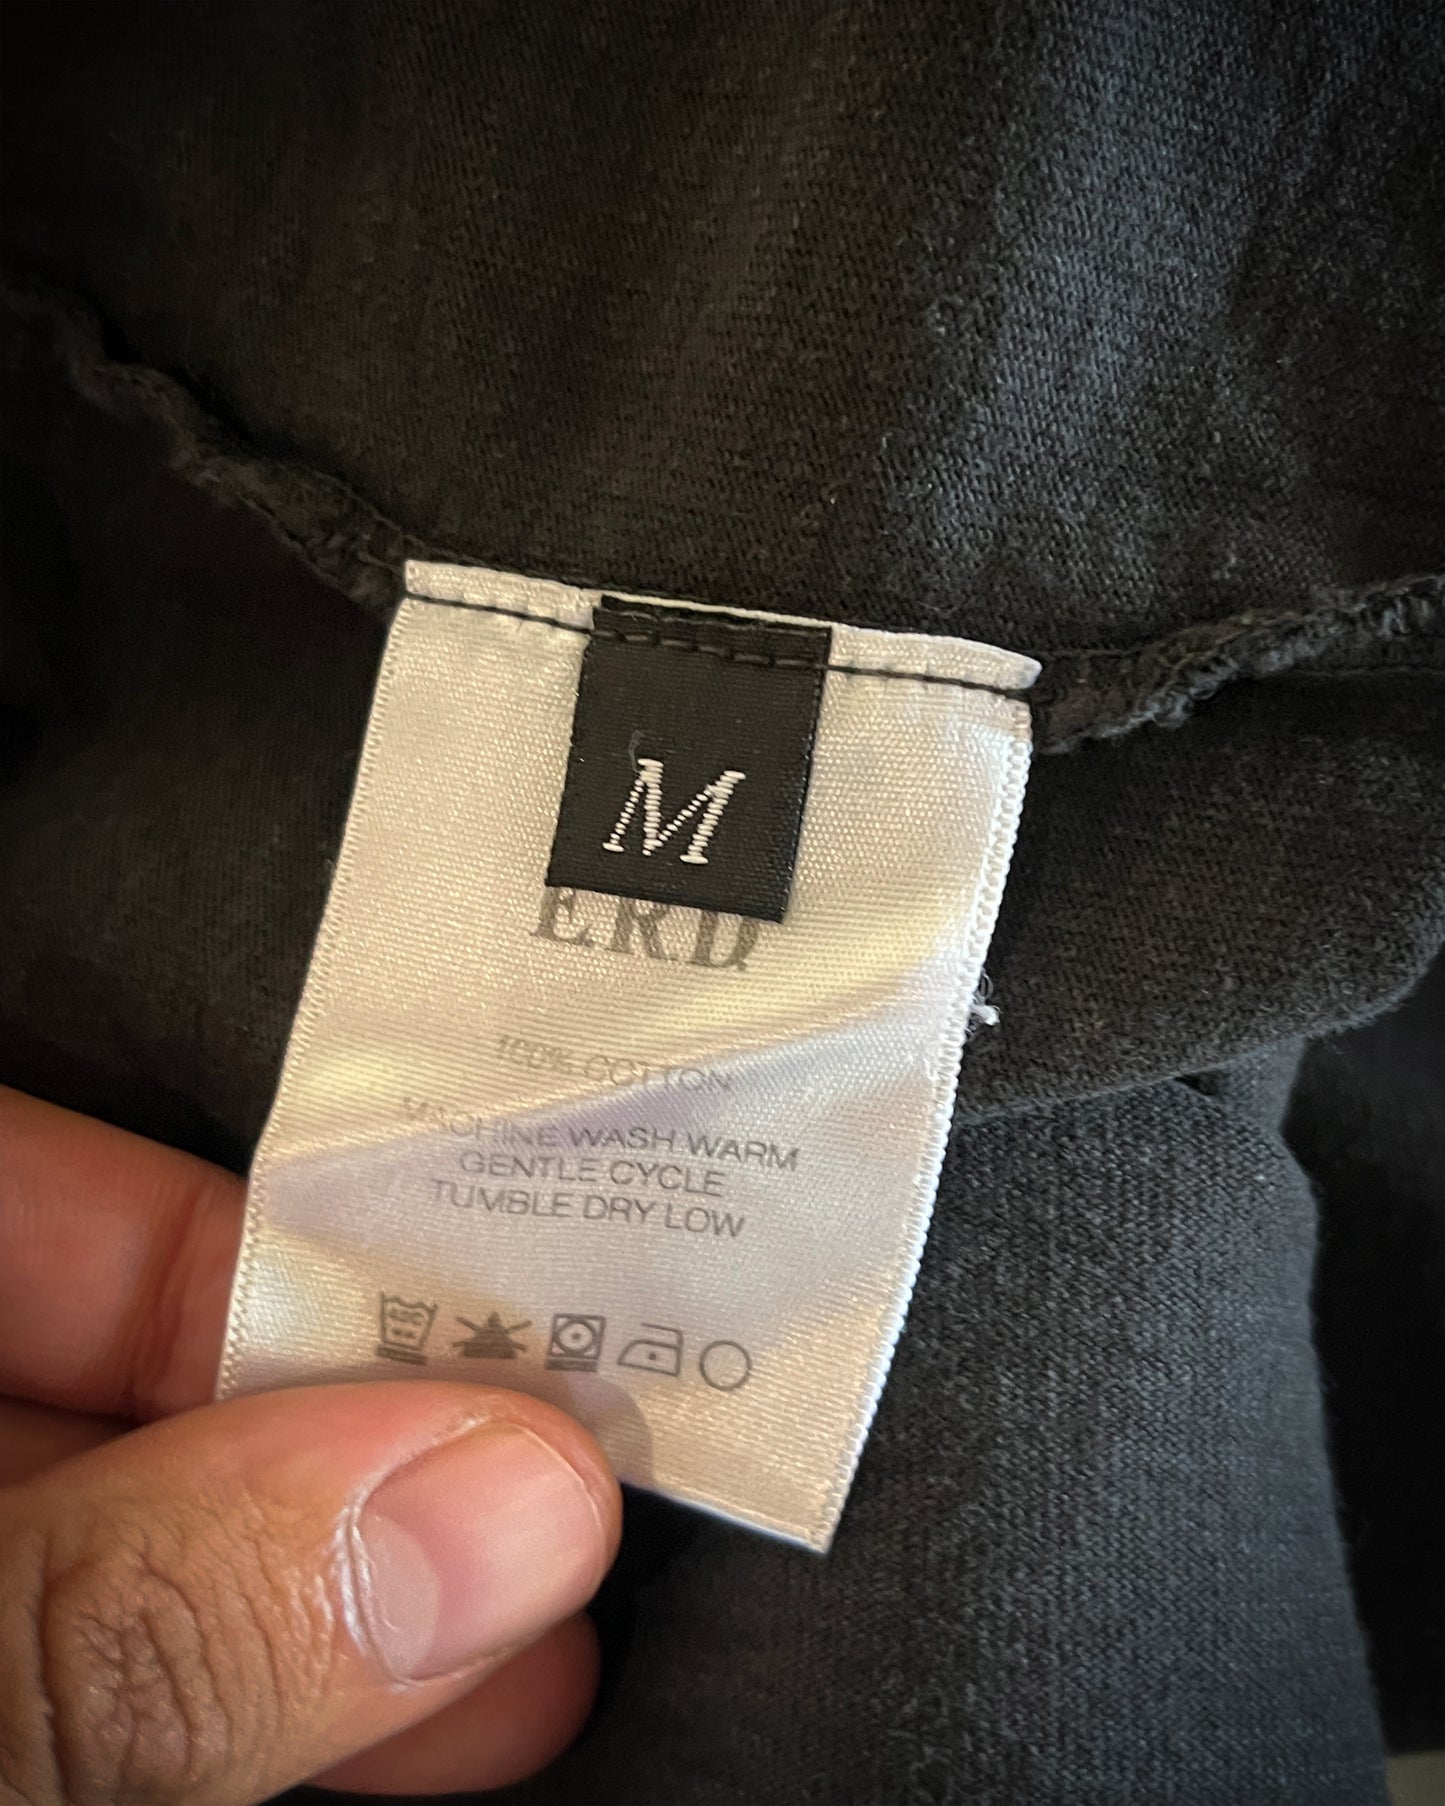 M
E.R.D.
100% COTTON
MACHINE WASH WARM
GENTLE CYCLE
TUMBLE DRY LOW